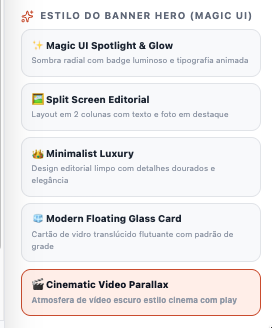 ESTILO DO BANNER HERO (MAGIC UI)
✨ Magic UI Spotlight & Glow
Sombra radial com badge luminoso e tipografia animada
🖼️ Split Screen Editorial
Layout em 2 colunas com texto e foto em destaque
👑 Minimalist Luxury
Design editorial limpo com detalhes dourados e
elegância
🧊 Modern Floating Glass Card
Cartão de vidro translúcido flutuante com padrão de
grade
🎬 Cinematic Video Parallax
Atmosfera de vídeo escuro estilo cinema com play